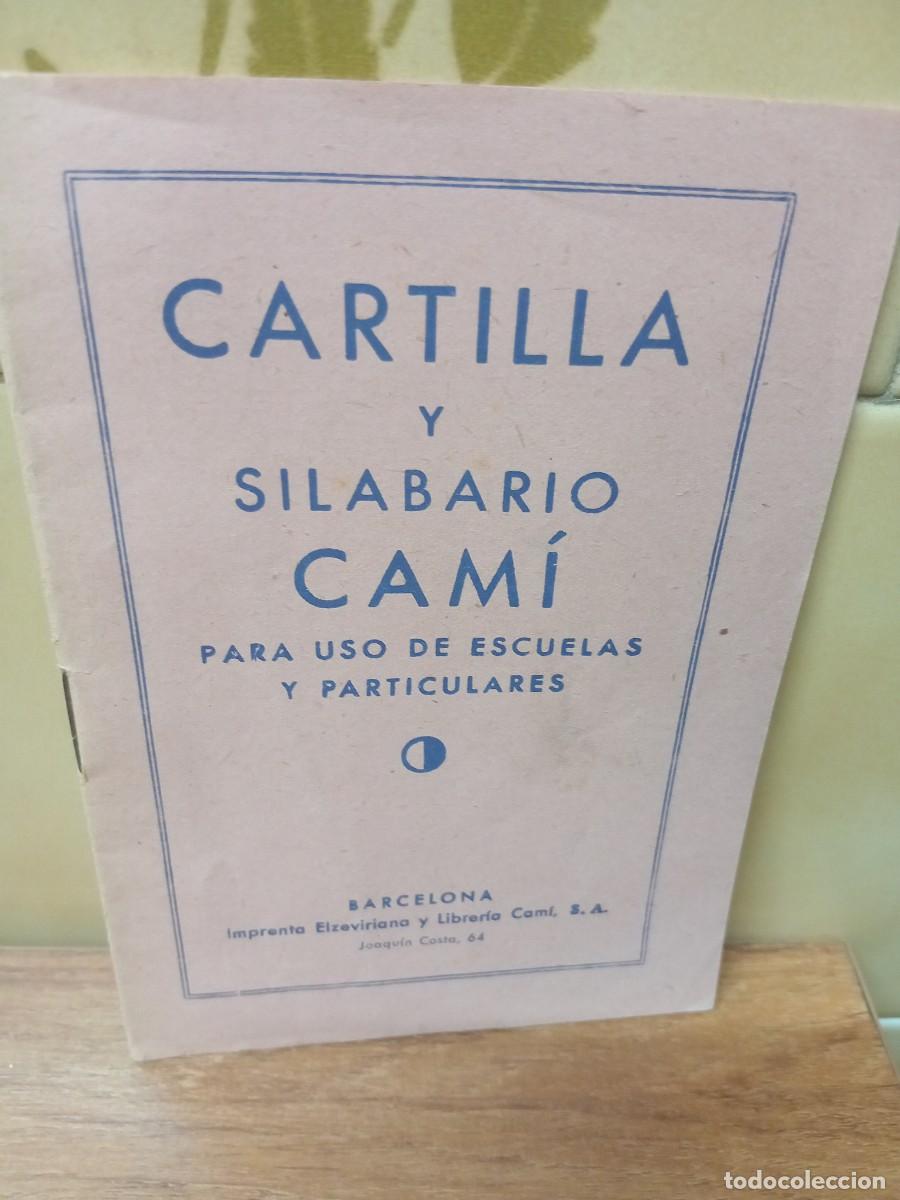 CARTILLA
Y
SILABARIO
CAMÍ
PARA USO DE ESCUELAS
Y PARTICULARES
BARCELONA
Imprenta Elzeviriana y Librería Camí, S. A.
Joaquín Costa, 64
todocoleccion